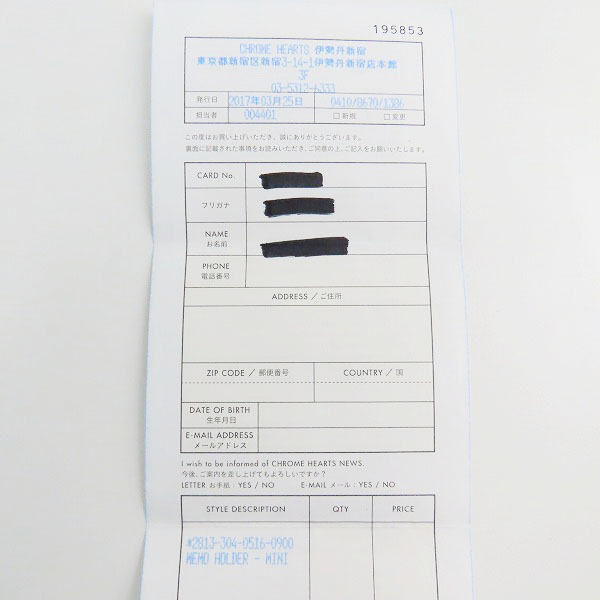 195853
CHROME HEARTS 伊勢丹新宿
東京都新宿区新宿3-14-1伊勢丹新宿店本館
3F
03-5312-6333
発行日 2017年03月25日 0410/8670/1386
担当者 004401 □新規 □変更
この度はお買い上げいただき、誠にありがとうございます。
裏面に記載された事項をお読みいただき、ご同意の上、ご記入をお願いいたします。
CARD No.
フリガナ
NAME
お名前
PHONE
電話番号
ADDRESS / ご住所
ZIP CODE / 郵便番号 COUNTRY / 国
DATE OF BIRTH
生年月日
E-MAIL ADDRESS
メールアドレス
I wish to be informed of CHROME HEARTS NEWS.
今後、ご案内を差し上げてもよろしいですか?
LETTER お手紙 : YES / NO E-MAIL メール : YES / NO
STYLE DESCRIPTION QTY PRICE
*2813-304-0516-0900
MEMO HOLDER - MINI